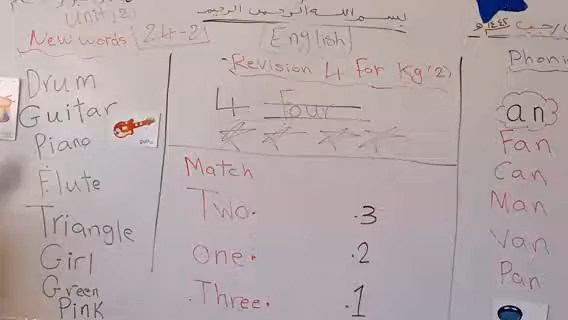 بسم الله الرحمن الرحيم
Unit (2)
New words (24-2)
Drum
Guitar
Piano
Flute
Triangle
Girl
Green
Pink
English
Revision 4 for Kg(2)
4 Four
Match
Two. .3
One. .2
.Three. .1
Phoni
an
Fan
Can
Man
Van
Pan